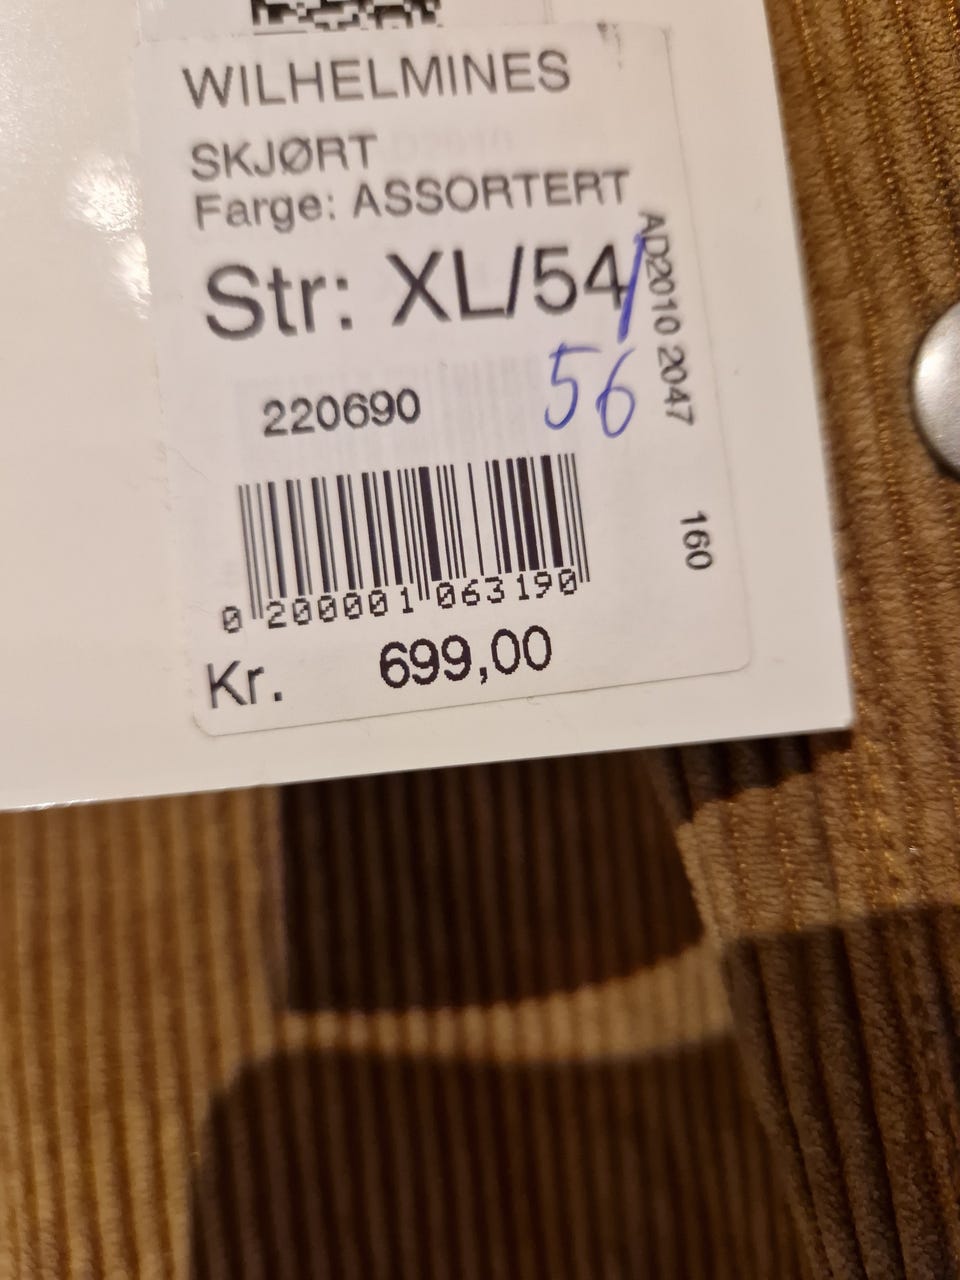 WILHELMINES
SKJØRT
Farge: ASSORTERT
Str: XL/54/
56
220690
0 200001 063190
Kr. 699,00
AD2010 2047 160